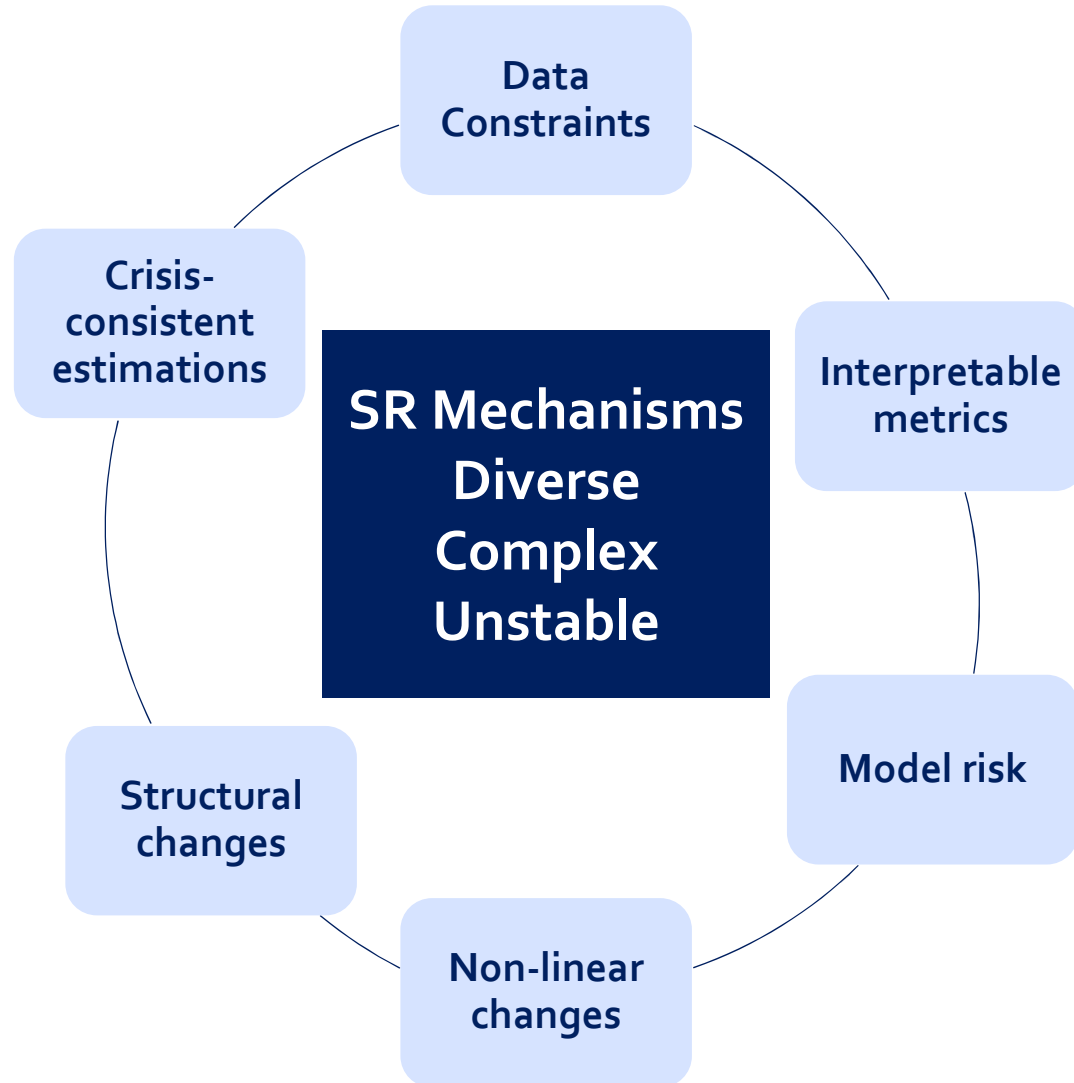 Data
Constraints
Interpretable
metrics
Model risk
Non-linear
changes
Structural
changes
Crisis-
consistent
estimations
SR Mechanisms
Diverse
Complex
Unstable